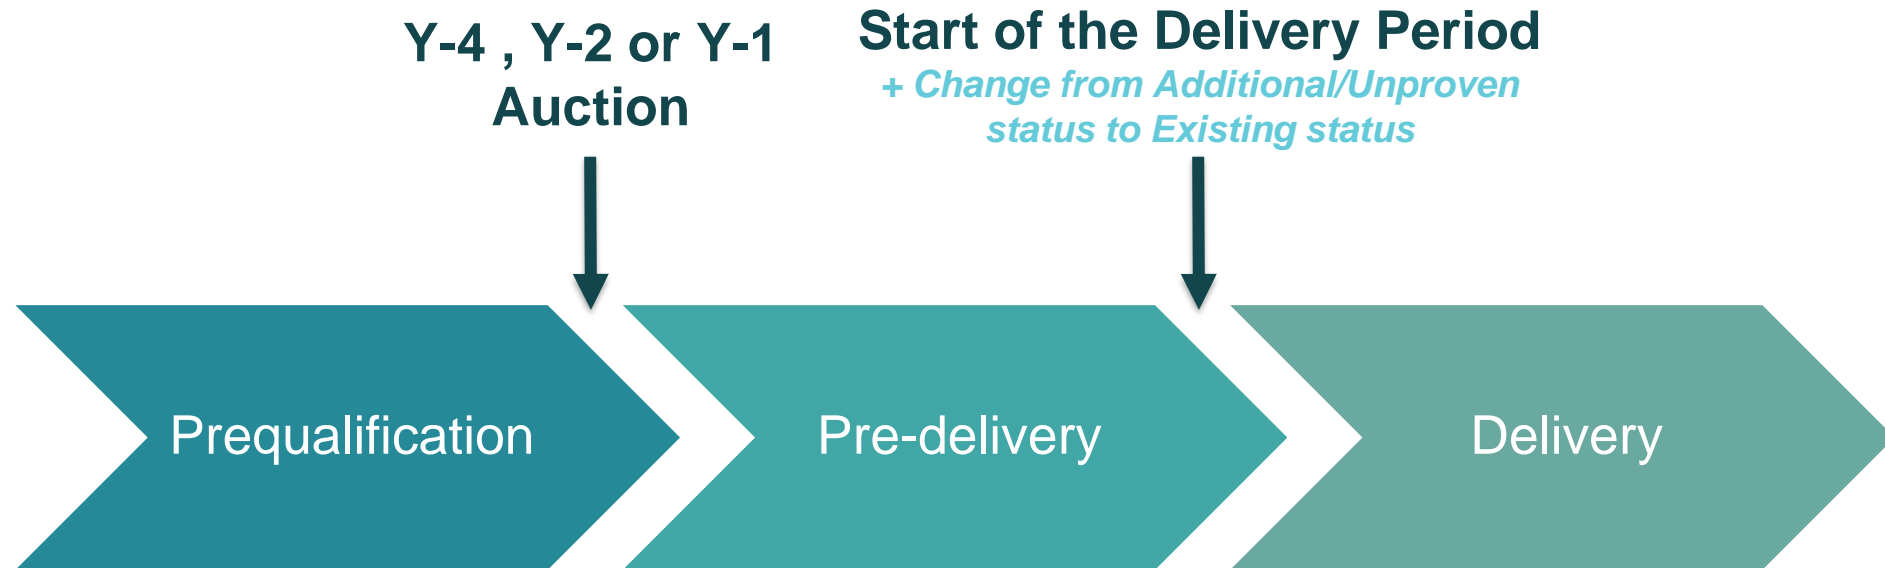 Y-4 , Y-2 or Y-1
Auction
Start of the Delivery Period
+ Change from Additional/Unproven
status to Existing status
Prequalification
Pre-delivery
Delivery